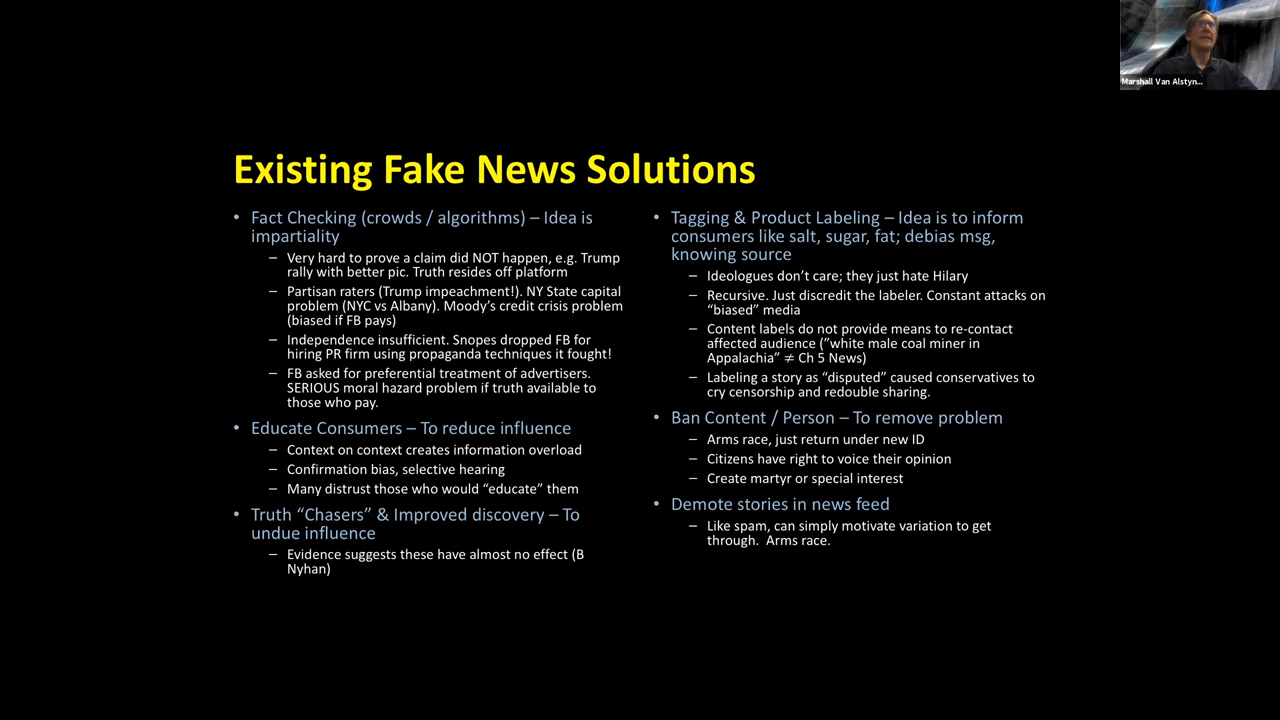 Marshall Van Alstyn...
Existing Fake News Solutions
• Fact Checking (crowds / algorithms) – Idea is
impartiality
– Very hard to prove a claim did NOT happen, e.g. Trump
rally with better pic. Truth resides off platform
– Partisan raters (Trump impeachment!). NY State capital
problem (NYC vs Albany). Moody's credit crisis problem
(biased if FB pays)
– Independence insufficient. Snopes dropped FB for
hiring PR firm using propaganda techniques it fought!
– FB asked for preferential treatment of advertisers.
SERIOUS moral hazard problem if truth available to
those who pay.
• Educate Consumers – To reduce influence
– Context on context creates information overload
– Confirmation bias, selective hearing
– Many distrust those who would “educate” them
• Truth “Chasers” & Improved discovery – To
undue influence
– Evidence suggests these have almost no effect (B
Nyhan)
• Tagging & Product Labeling – Idea is to inform
consumers like salt, sugar, fat; debias msg,
knowing source
– Ideologues don’t care; they just hate Hilary
– Recursive. Just discredit the labeler. Constant attacks on
“biased” media
– Content labels do not provide means to re-contact
affected audience (”white male coal miner in
Appalachia” ≠ Ch 5 News)
– Labeling a story as “disputed” caused conservatives to
cry censorship and redouble sharing.
• Ban Content / Person – To remove problem
– Arms race, just return under new ID
– Citizens have right to voice their opinion
– Create martyr or special interest
• Demote stories in news feed
– Like spam, can simply motivate variation to get
through. Arms race.